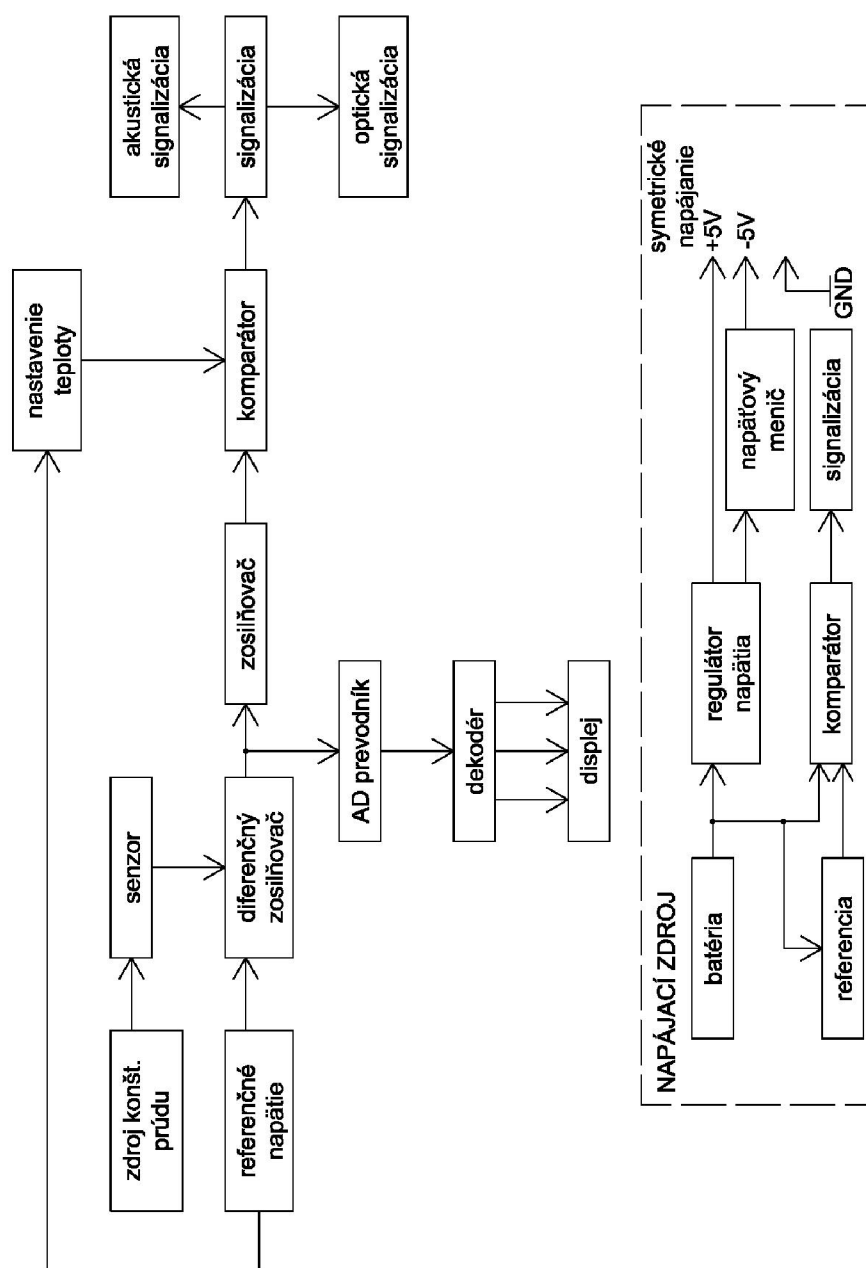 nastavenie
teploty
zdroj konšt.
prúdu
senzor
akustická
signalizácia
referenčné
napätie
diferenčný
zosilňovač
zosilňovač
komparátor
signalizácia
AD prevodník
optická
signalizácia
dekodér
displej
NAPÁJACÍ ZDROJ
symetrické
napájanie
batéria
regulátor
napätia
+5V
napäťový
menič
-5V
referencia
komparátor
signalizácia
GND